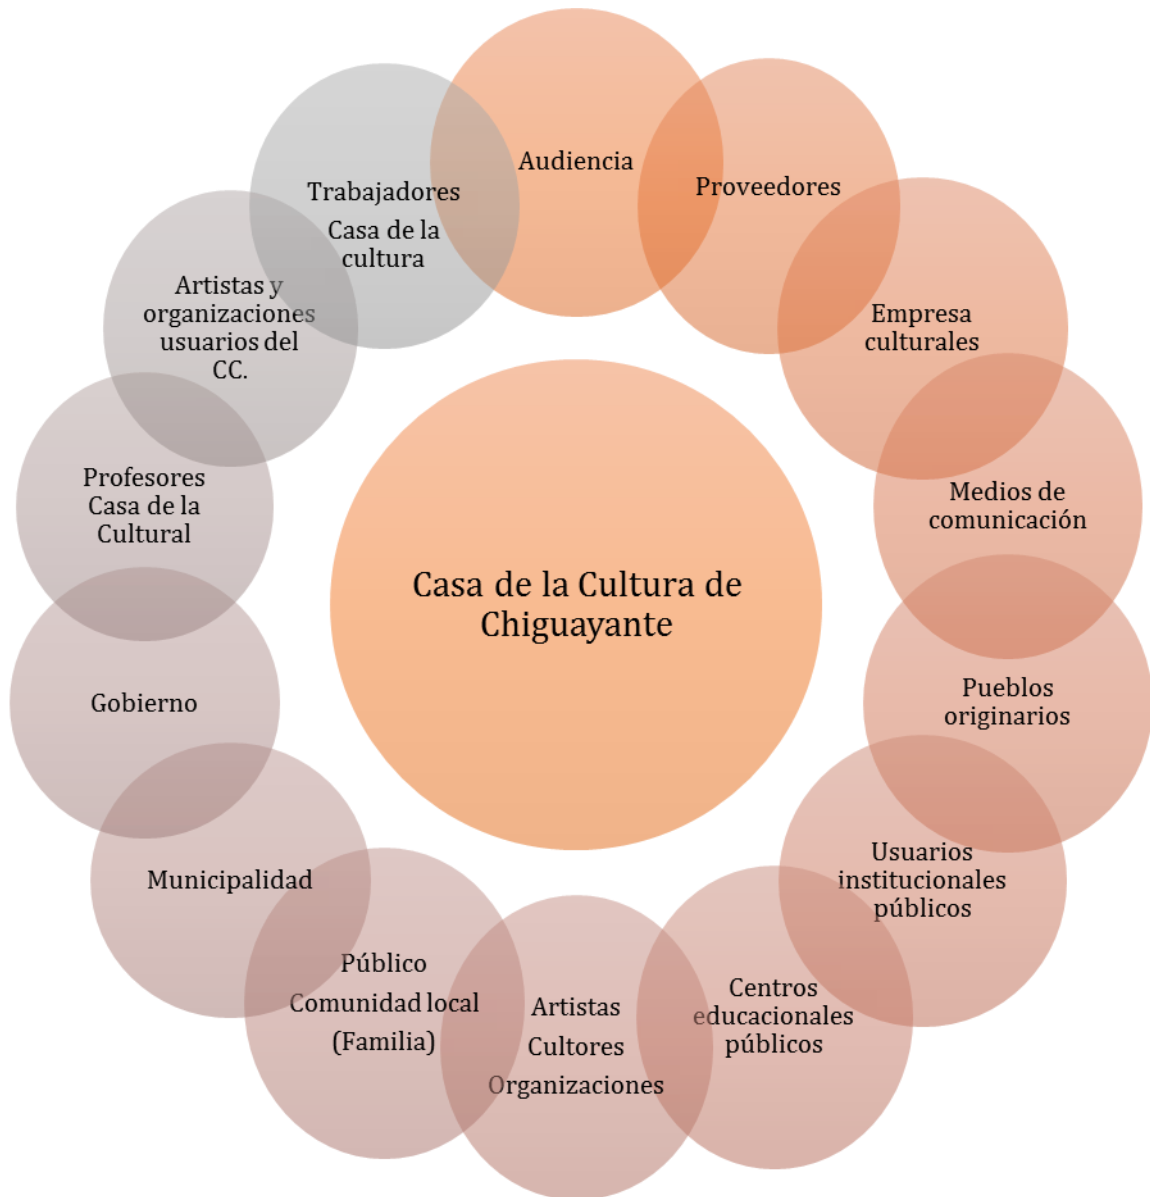 Audiencia
Proveedores
Empresa
culturales
Medios de
comunicación
Pueblos
originarios
Usuarios
institucionales
públicos
Centros
educacionales
públicos
Artistas
Cultores
Organizaciones
Público
Comunidad local
(Familia)
Municipalidad
Gobierno
Profesores
Casa de la
Cultural
Artistas y
organizaciones
usuarios del
CC.
Trabajadores
Casa de la
cultura
Casa de la Cultura de
Chiguayante